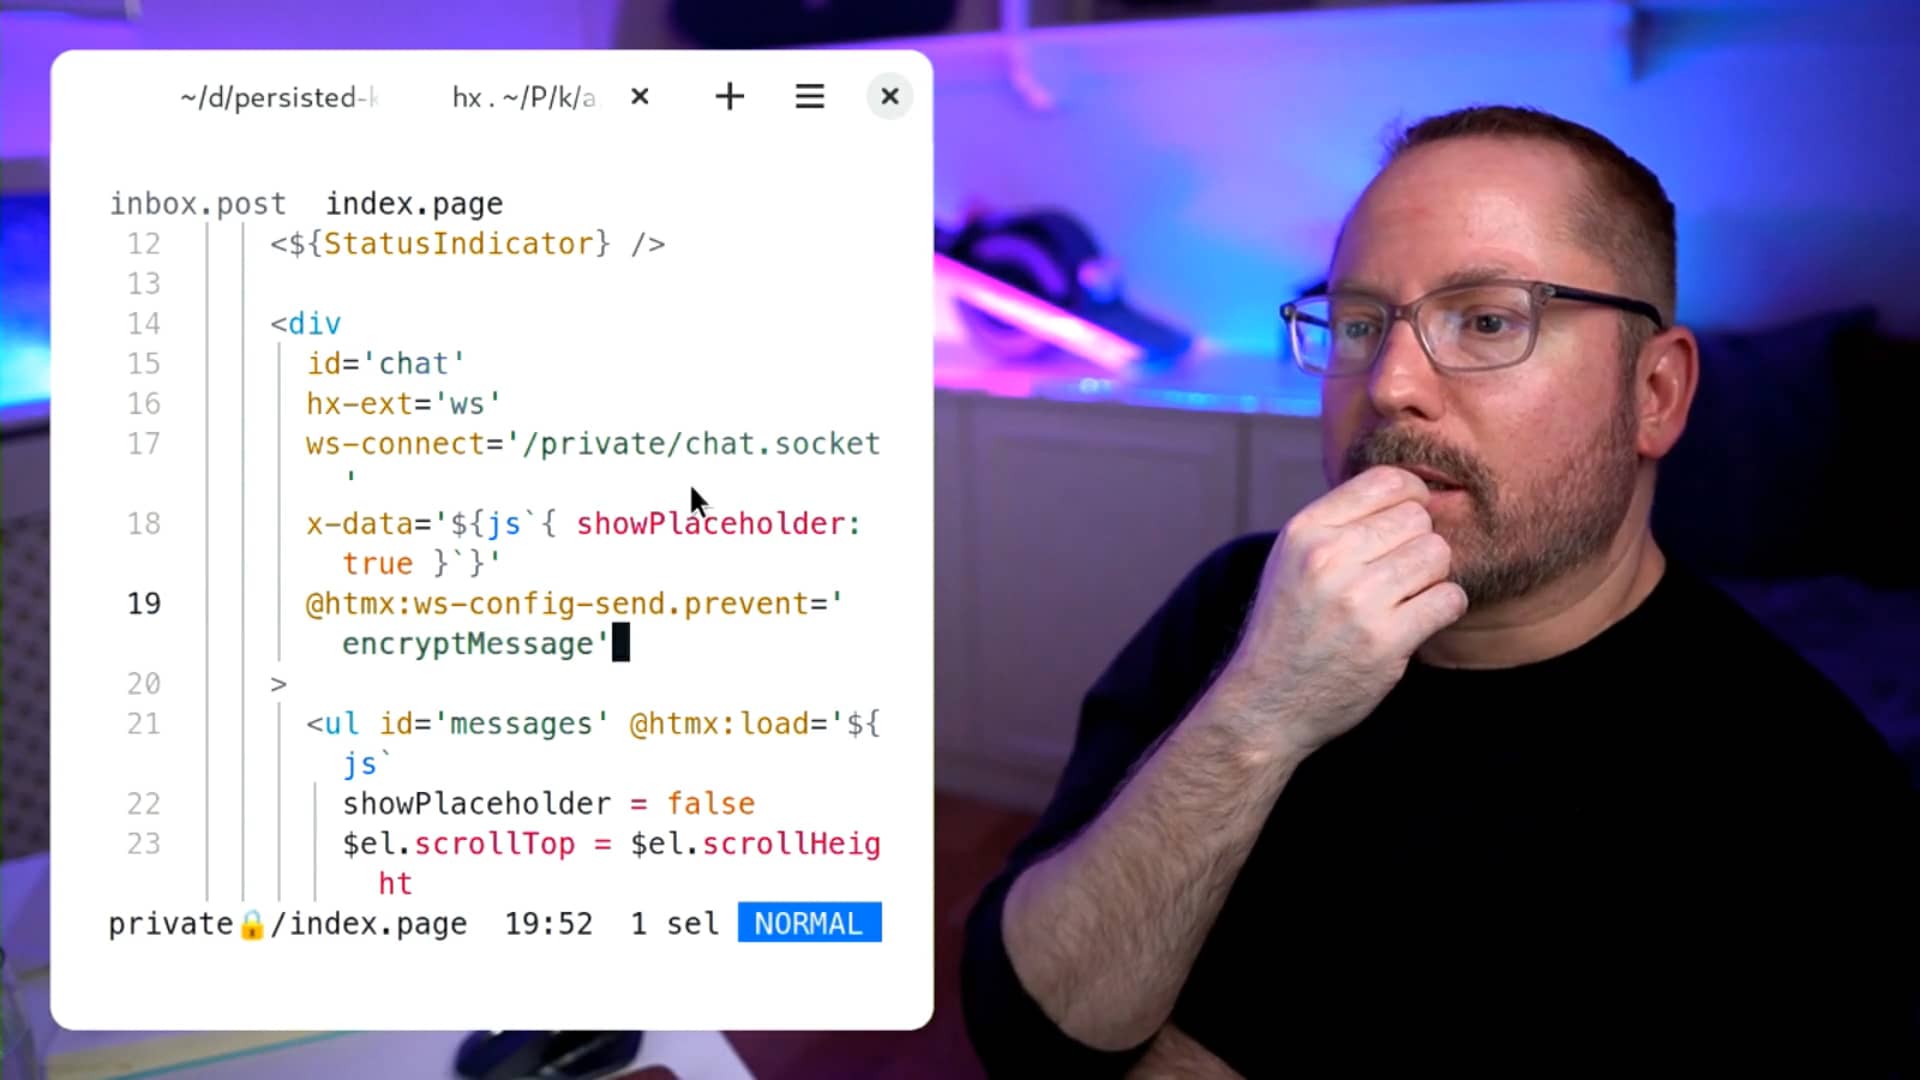 ~/d/persisted-k
hx . ~/P/k/a
inbox.post index.page
12 <${StatusIndicator} />
13
14 <div
15 id='chat'
16 hx-ext='ws'
17 ws-connect='/private/chat.socket
'
18 x-data='${js`{ showPlaceholder:
true }`}'
19 @htmx:ws-config-send.prevent='
encryptMessage'
20 >
21 <ul id='messages' @htmx:load='${
js`
22 showPlaceholder = false
23 $el.scrollTop = $el.scrollHeig
ht
private🔒/index.page 19:52 1 sel NORMAL